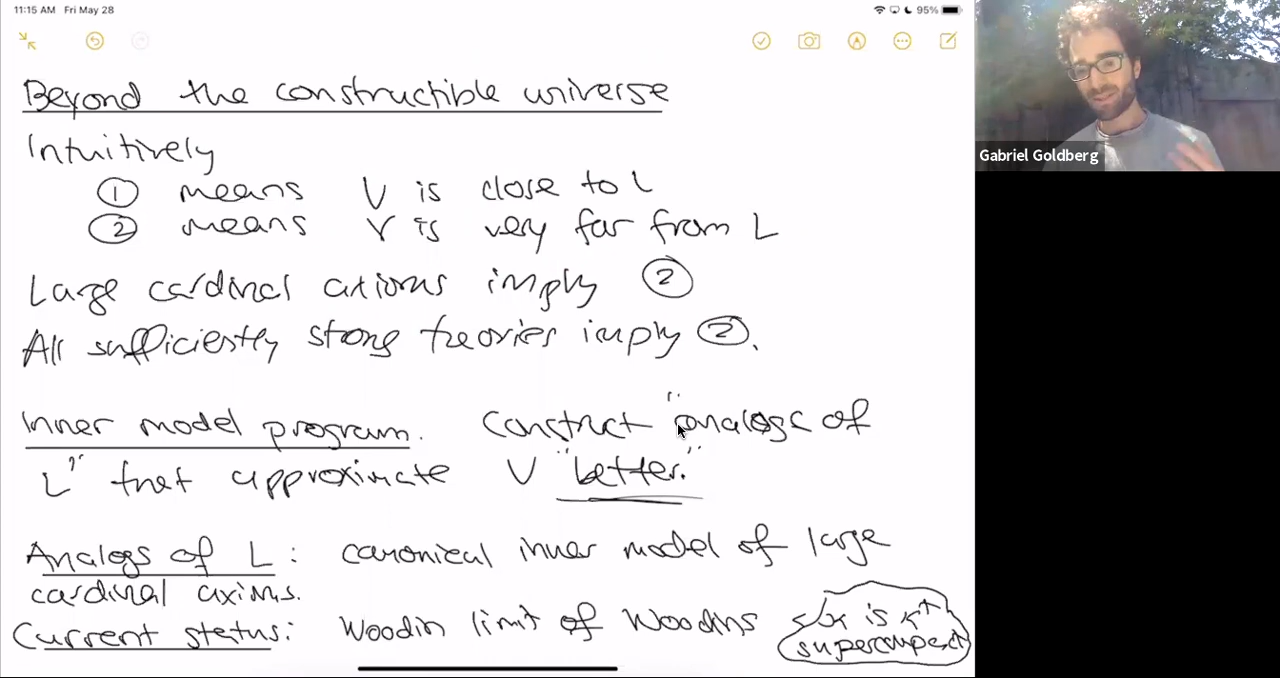 11:15 AM Fri May 28
95%
Beyond the constructible universe
Intuitively
① means V is close to L
② means V is very far from L
Large cardinal axioms imply ②
All sufficiently strong theories imply ②.
Inner model program. Construct "analogs of
L" that approximate V "better."
Analogs of L: canonical inner model of large
cardinal axioms.
Current status: Woodin limit of Woodins
κ is κ⁺
supercompact
Gabriel Goldberg